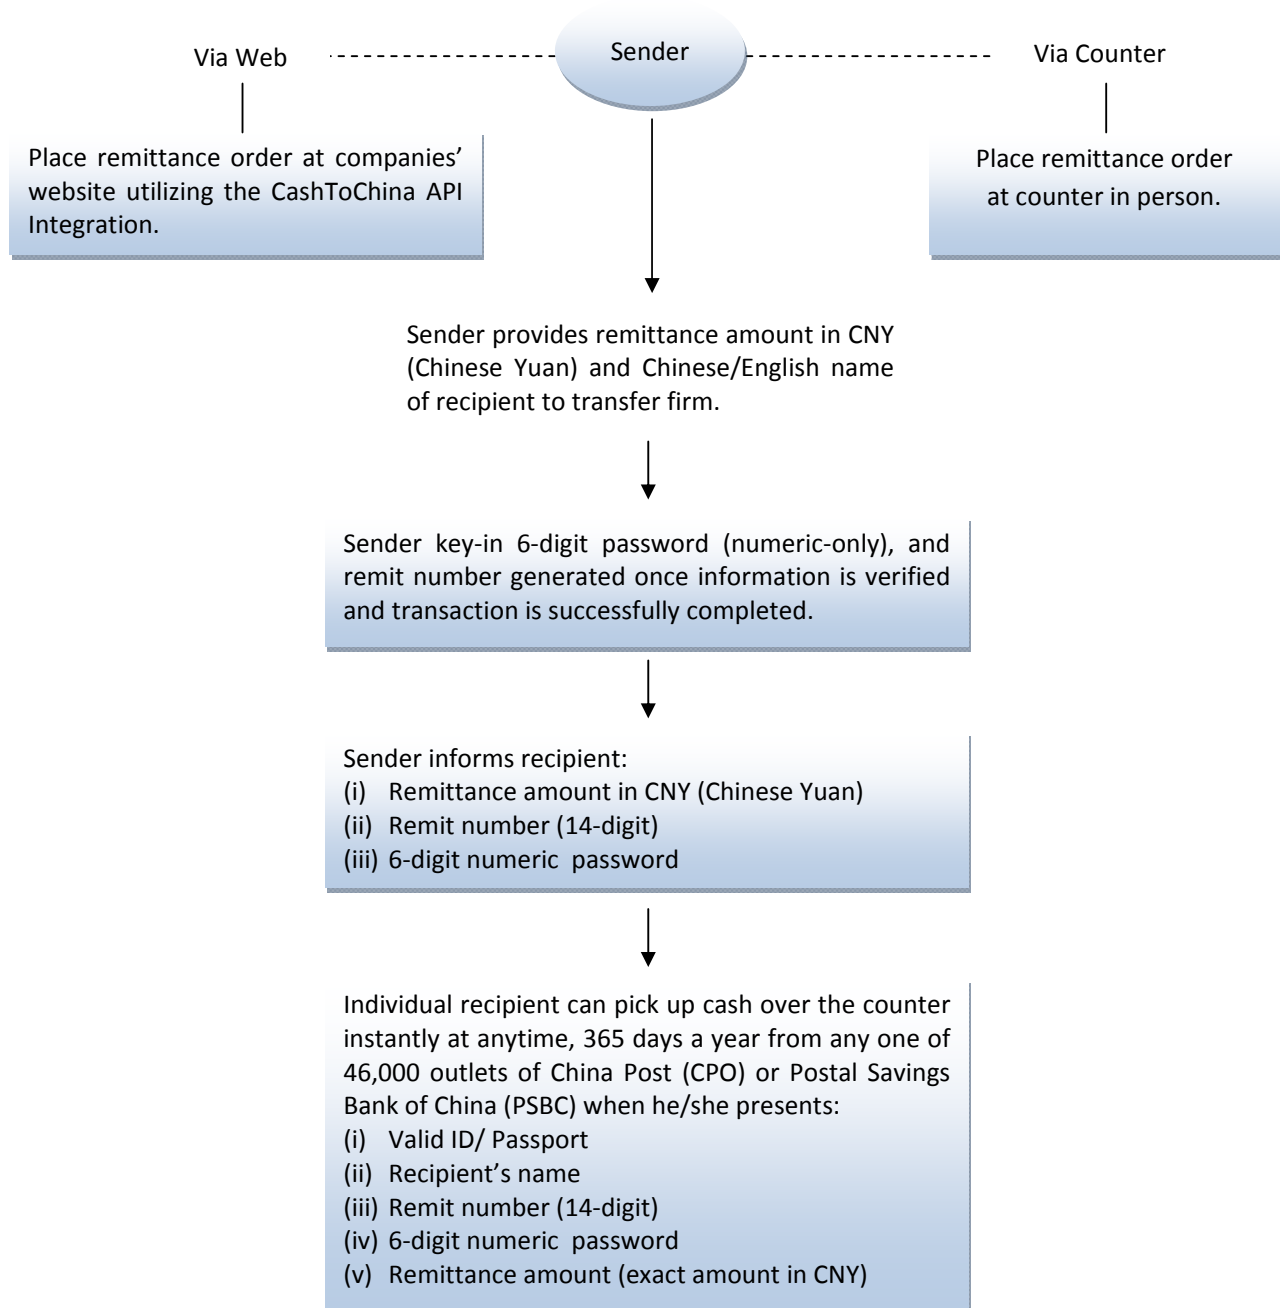 Sender
Via Web
Via Counter
Place remittance order at companies’
website utilizing the CashToChina API
Integration.
Place remittance order
at counter in person.
Sender provides remittance amount in CNY
(Chinese Yuan) and Chinese/English name
of recipient to transfer firm.
Sender key-in 6-digit password (numeric-only), and
remit number generated once information is verified
and transaction is successfully completed.
Sender informs recipient:
(i) Remittance amount in CNY (Chinese Yuan)
(ii) Remit number (14-digit)
(iii) 6-digit numeric password
Individual recipient can pick up cash over the counter
instantly at anytime, 365 days a year from any one of
46,000 outlets of China Post (CPO) or Postal Savings
Bank of China (PSBC) when he/she presents:
(i) Valid ID/ Passport
(ii) Recipient’s name
(iii) Remit number (14-digit)
(iv) 6-digit numeric password
(v) Remittance amount (exact amount in CNY)